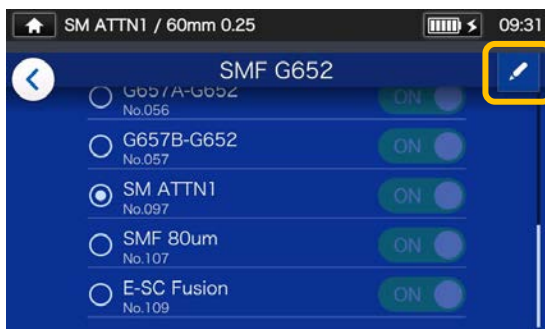 SM ATTN1 / 60mm 0.25 09:31
SMF G652
G657A-G652 ON
No.056
G657B-G652 ON
No.057
SM ATTN1 ON
No.097
SMF 80um ON
No.107
E-SC Fusion ON
No.109